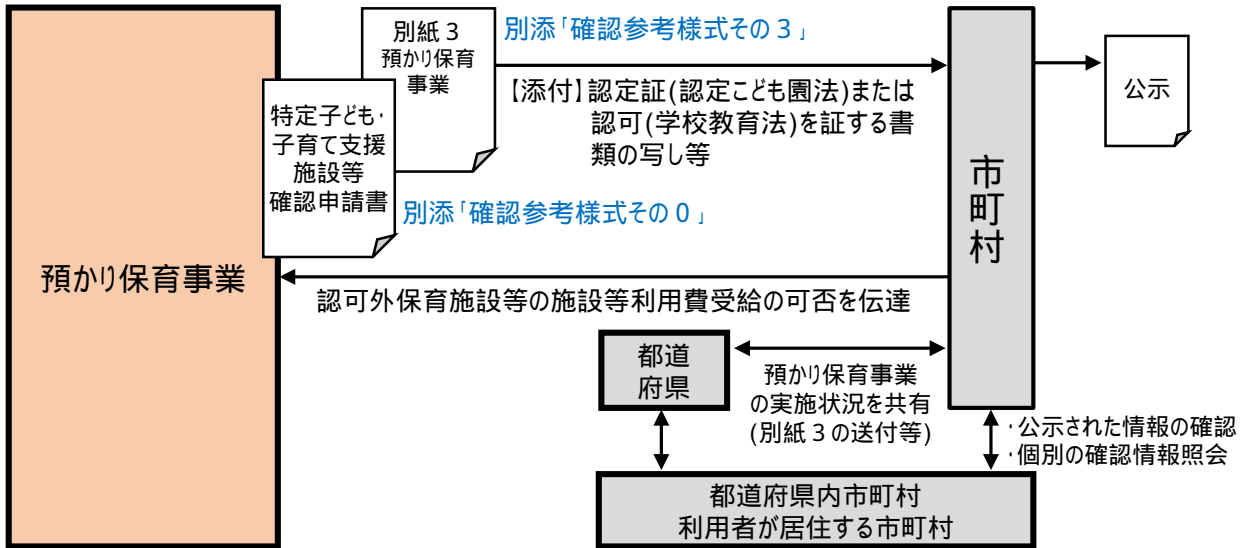 別紙３
預かり保育
事業
別添「確認参考様式その３」
特定子ども・
子育て支援
施設等
確認申請書
【添付】認定証(認定こども園法)または
認可(学校教育法)を証する書
類の写し等
別添「確認参考様式その０」
公示
市
町
村
預かり保育事業
認可外保育施設等の施設等利用費受給の可否を伝達
都道
府県
預かり保育事業
の実施状況を共有
(別紙３の送付等)
・公示された情報の確認
・個別の確認情報照会
都道府県内市町村
利用者が居住する市町村